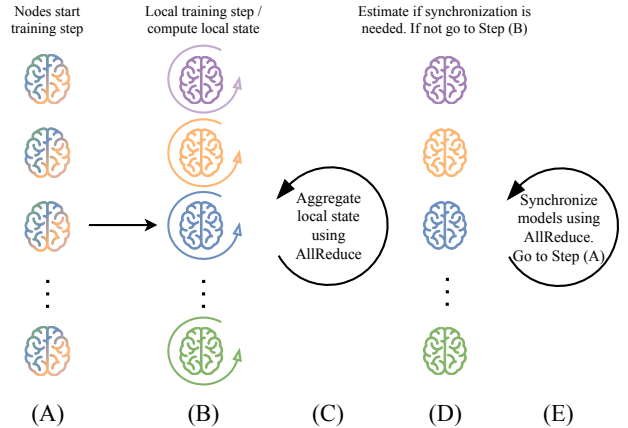 Nodes start
training step
Local training step /
compute local state
Estimate if synchronization is
needed. If not go to Step (B)
Aggregate
local state
using
AllReduce
Synchronize
models using
AllReduce.
Go to Step (A)
(A)
(B)
(C)
(D)
(E)